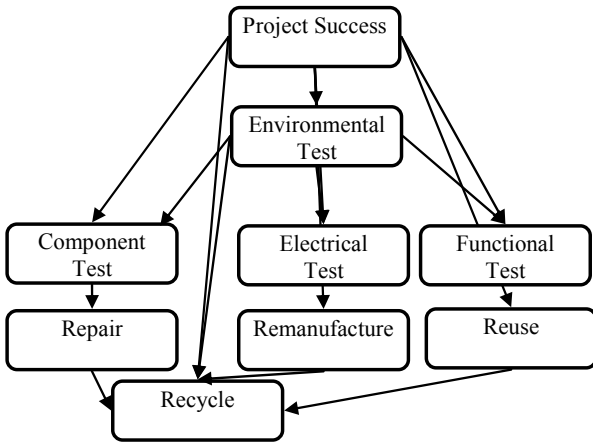 Project Success
Environmental
Test
Component
Test
Electrical
Test
Functional
Test
Repair
Remanufacture
Reuse
Recycle